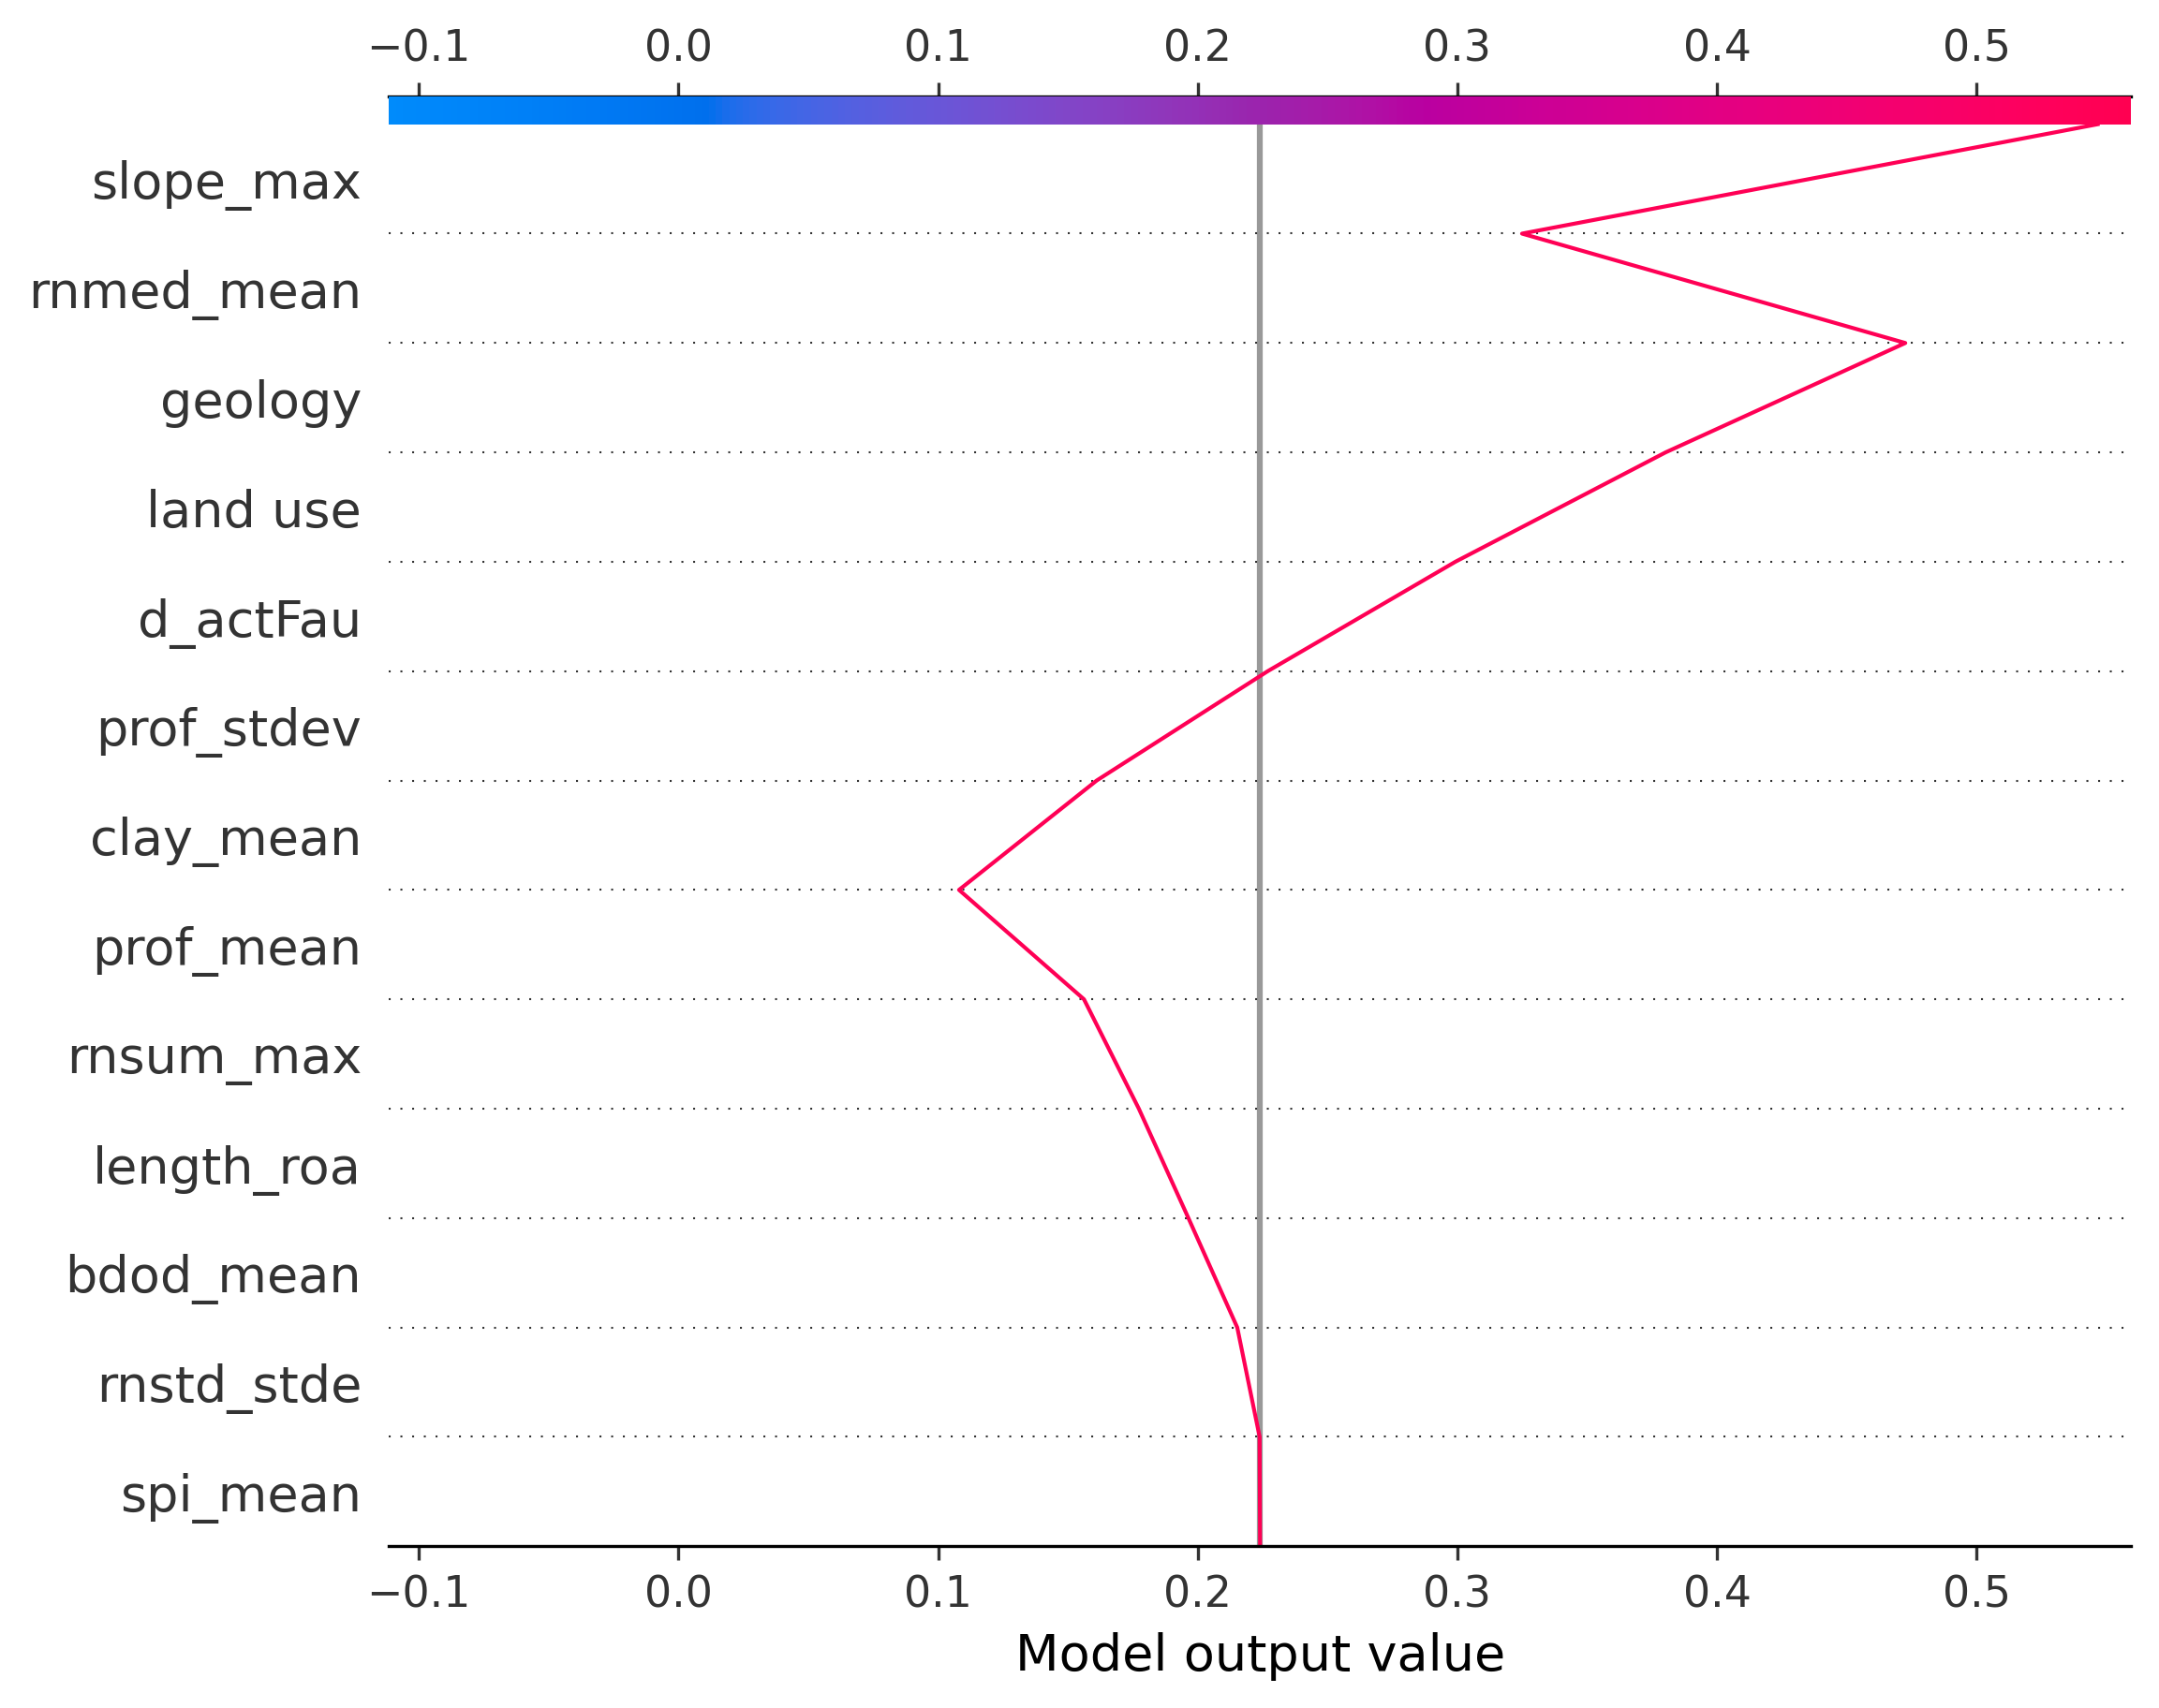 −0.1 0.0 0.1 0.2 0.3 0.4 0.5
slope_max
rnmed_mean
geology
land use
d_actFau
prof_stdev
clay_mean
prof_mean
rnsum_max
length_roa
bdod_mean
rnstd_stde
spi_mean
−0.1 0.0 0.1 0.2 0.3 0.4 0.5
Model output value